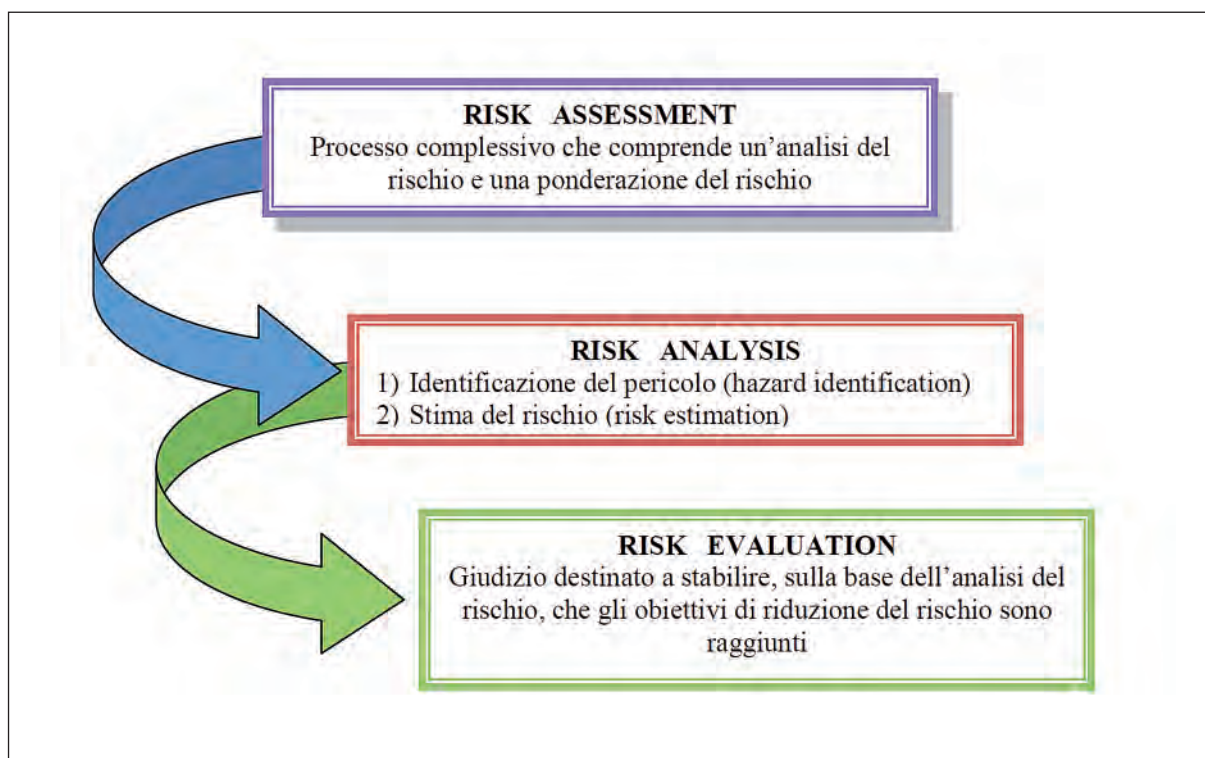 RISK ASSESSMENT
Processo complessivo che comprende un’analisi del
rischio e una ponderazione del rischio
RISK ANALYSIS
1) Identificazione del pericolo (hazard identification)
2) Stima del rischio (risk estimation)
RISK EVALUATION
Giudizio destinato a stabilire, sulla base dell’analisi del
rischio, che gli obiettivi di riduzione del rischio sono
raggiunti